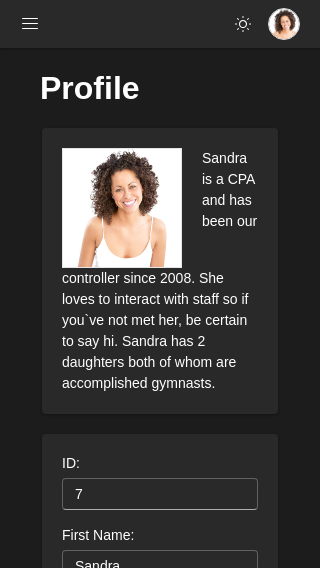 Profile
Sandra
is a CPA
and has
been our
controller since 2008. She
loves to interact with staff so if
you`ve not met her, be certain
to say hi. Sandra has 2
daughters both of whom are
accomplished gymnasts.
ID:
7
First Name:
Sandra